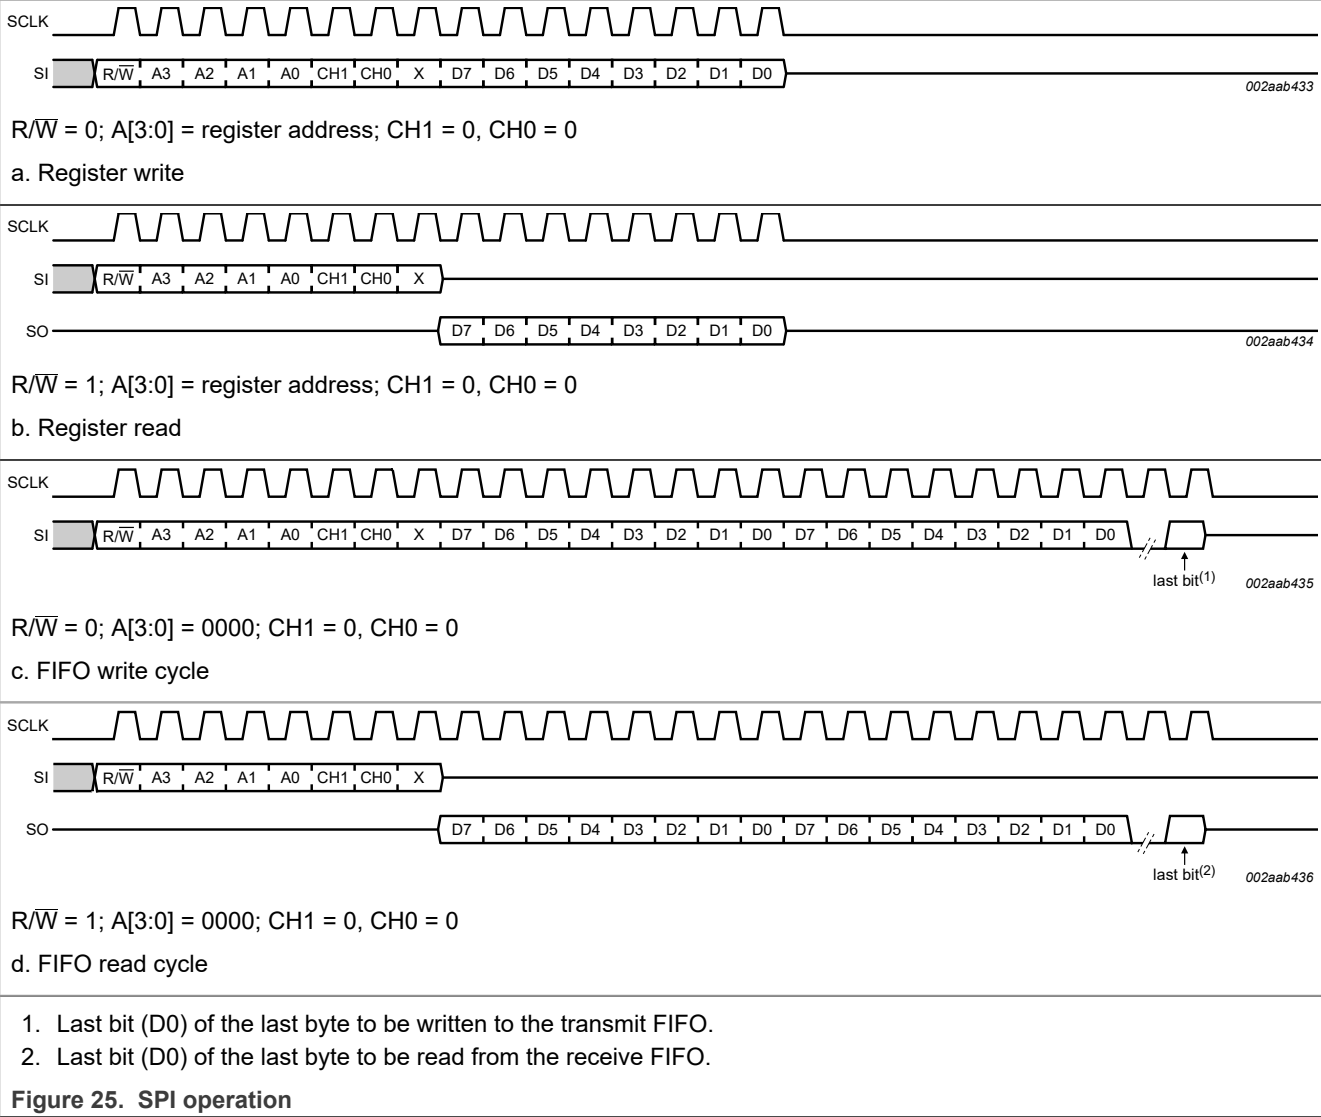 SCLK
SI R/W̅ A3 A2 A1 A0 CH1 CH0 X D7 D6 D5 D4 D3 D2 D1 D0
002aab433
R/W̅ = 0; A[3:0] = register address; CH1 = 0, CH0 = 0
a. Register write
SCLK
SI R/W̅ A3 A2 A1 A0 CH1 CH0 X
SO D7 D6 D5 D4 D3 D2 D1 D0
002aab434
R/W̅ = 1; A[3:0] = register address; CH1 = 0, CH0 = 0
b. Register read
SCLK
SI R/W̅ A3 A2 A1 A0 CH1 CH0 X D7 D6 D5 D4 D3 D2 D1 D0 D7 D6 D5 D4 D3 D2 D1 D0
last bit(1) 002aab435
R/W̅ = 0; A[3:0] = 0000; CH1 = 0, CH0 = 0
c. FIFO write cycle
SCLK
SI R/W̅ A3 A2 A1 A0 CH1 CH0 X
SO D7 D6 D5 D4 D3 D2 D1 D0 D7 D6 D5 D4 D3 D2 D1 D0
last bit(2) 002aab436
R/W̅ = 1; A[3:0] = 0000; CH1 = 0, CH0 = 0
d. FIFO read cycle
1. Last bit (D0) of the last byte to be written to the transmit FIFO.
2. Last bit (D0) of the last byte to be read from the receive FIFO.
Figure 25. SPI operation